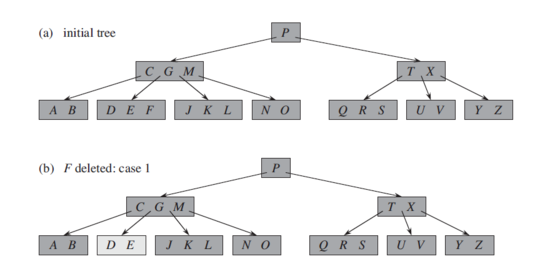 (a) initial tree
P
C G M
T X
A B
D E F
J K L
N O
Q R S
U V
Y Z
(b) F deleted: case 1
P
C G M
T X
A B
D E
J K L
N O
Q R S
U V
Y Z